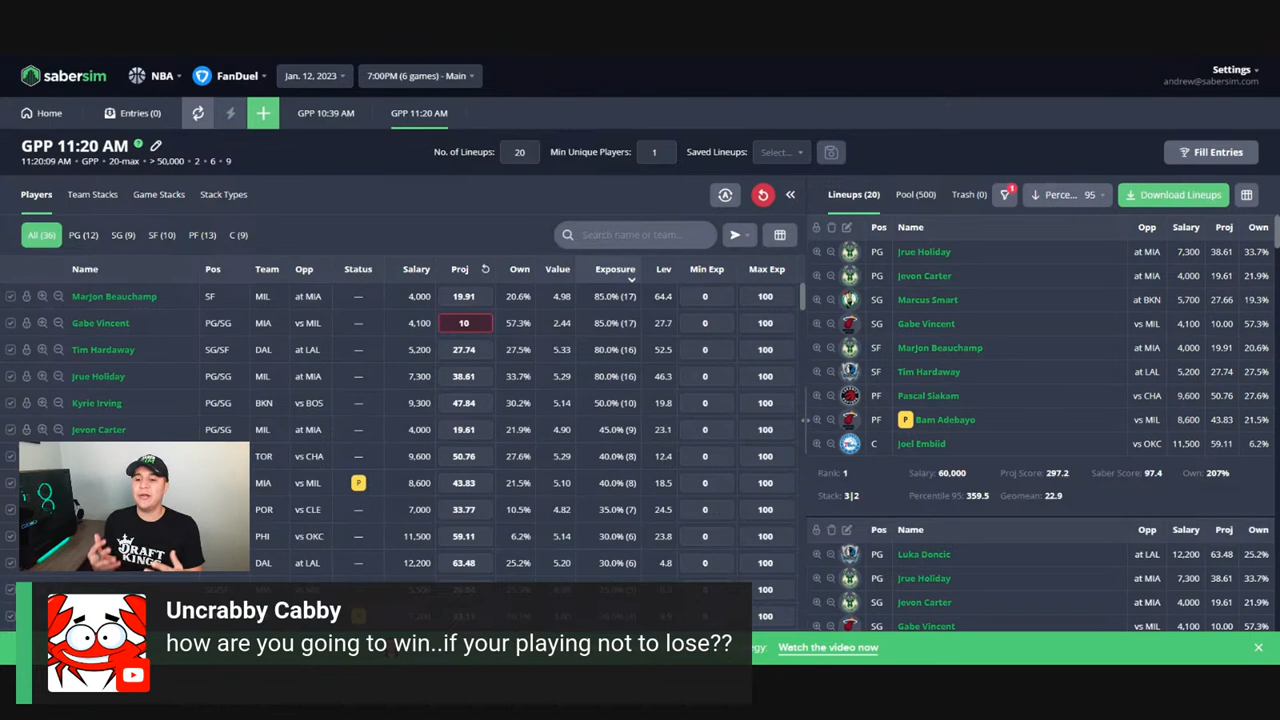 sabersim NBA FanDuel Jan. 12, 2023 7:00PM (6 games) - Main Settings
andrew@sabersim.com
Home Entries (0) + GPP 10:39 AM GPP 11:20 AM
GPP 11:20 AM ? No. of Lineups: 20 Min Unique Players: 1 Saved Lineups: Select... Fill Entries
11:20:09 AM • GPP • 20-max • > 50,000 • 2 • 6 • 9
Players Team Stacks Game Stacks Stack Types
All (36) PG (12) SG (9) SF (10) PF (13) C (9) Search name or team...
Name Pos Team Opp Status Salary Proj Own Value Exposure Lev Min Exp Max Exp
MarJon Beauchamp SF MIL at MIA — 4,000 19.91 20.6% 4.98 85.0% (17) 64.4 0 100
Gabe Vincent PG/SG MIA vs MIL — 4,100 10 57.3% 2.44 85.0% (17) 27.7 0 100
Tim Hardaway SG/SF DAL at LAL — 5,200 27.74 27.5% 5.33 80.0% (16) 52.5 0 100
Jrue Holiday PG/SG MIL at MIA — 7,300 38.61 33.7% 5.29 80.0% (16) 46.3 0 100
Kyrie Irving PG/SG BKN vs BOS — 9,300 47.84 30.2% 5.14 50.0% (10) 19.8 0 100
Jevon Carter PG/SG MIL at MIA — 4,000 19.61 21.9% 4.90 45.0% (9) 23.1 0 100
TOR vs CHA — 9,600 50.76 27.6% 5.29 40.0% (8) 12.4 0 100
MIA vs MIL P 8,600 43.83 21.5% 5.10 40.0% (8) 18.5 0 100
POR vs CLE — 7,000 33.77 10.5% 4.82 35.0% (7) 24.5 0 100
PHI vs OKC — 11,500 59.11 6.2% 5.14 30.0% (6) 23.8 0 100
DAL at LAL — 12,200 63.48 25.2% 5.20 30.0% (6) 4.8 0 100
Lineups (20) Pool (500) Trash (0) 1 Perce... 95 Download Lineups
Pos Name Opp Salary Proj Own
PG Jrue Holiday at MIA 7,300 38.61 33.7%
PG Jevon Carter at MIA 4,000 19.61 21.9%
SG Marcus Smart at BKN 5,700 27.66 19.3%
SG Gabe Vincent vs MIL 4,100 10.00 57.3%
SF MarJon Beauchamp at MIA 4,000 19.91 20.6%
SF Tim Hardaway at LAL 5,200 27.74 27.5%
PF Pascal Siakam vs CHA 9,600 50.76 27.6%
PF P Bam Adebayo vs MIL 8,600 43.83 21.5%
C Joel Embiid vs OKC 11,500 59.11 6.2%
Rank: 1 Salary: 60,000 Proj Score: 297.2 Saber Score: 97.4 Own: 207%
Stack: 3|2 Percentile 95: 359.5 Geomean: 22.9
Pos Name Opp Salary Proj Own
PG Luka Doncic at LAL 12,200 63.48 25.2%
PG Jrue Holiday at MIA 7,300 38.61 33.7%
SG Jevon Carter at MIA 4,000 19.61 21.9%
SG Gabe Vincent vs MIL 4,100 10.00 57.3%
DRAFT
KINGS
Uncrabby Cabby
how are you going to win..if your playing not to lose??
Watch the video now